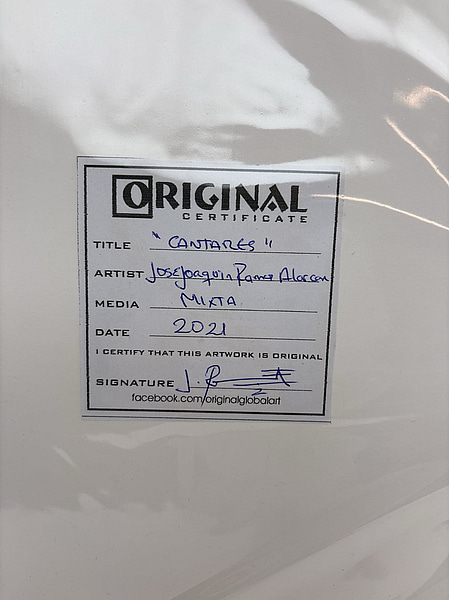 ORIGINAL
CERTIFICATE
TITLE "CANTARES"
ARTIST Jose Joaquin Alarcon
MEDIA MIXTA
DATE 2021
I CERTIFY THAT THIS ARTWORK IS ORIGINAL
SIGNATURE
facebook.com/originalglobalart